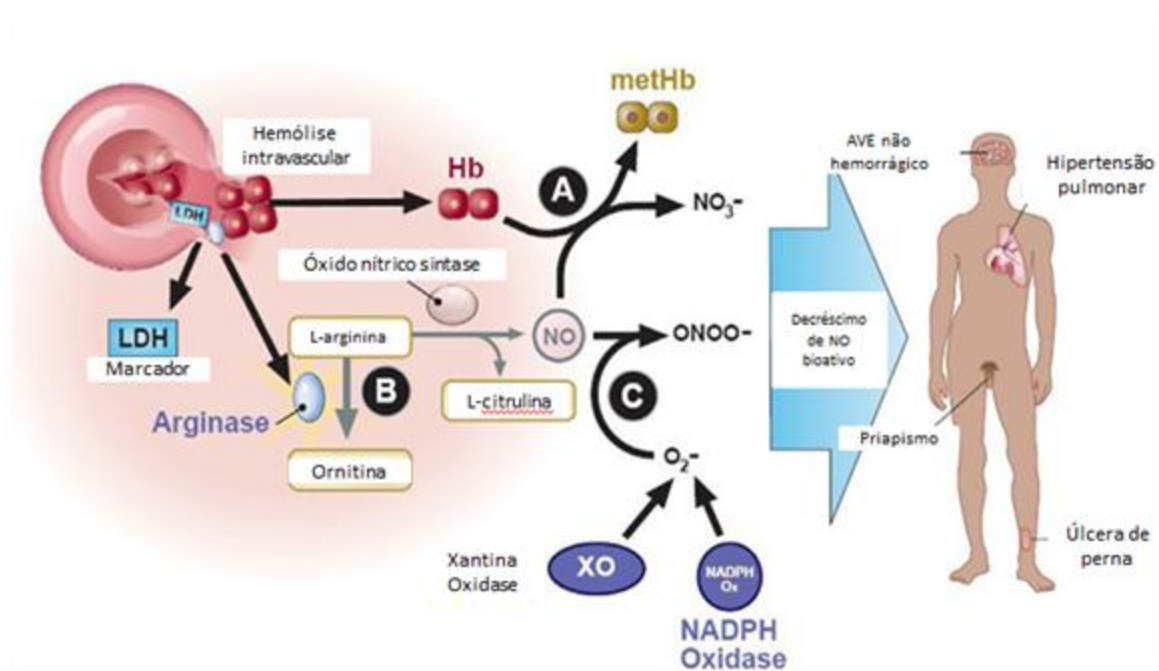 metHb
Hemólise
intravascular
AVE não
hemorrágico
Hipertensão
pulmonar
Hb
A
NO₃-
LDH
Óxido nítrico sintase
LDH
Marcador
L-arginina
NO
ONOO-
Decréscimo
de NO
bioativo
B
C
L-citrulina
Arginase
Priapismo
Ornitina
O₂-
Xantina
Oxidase
XO
NADPH
Ox
NADPH
Oxidase
Úlcera de
perna